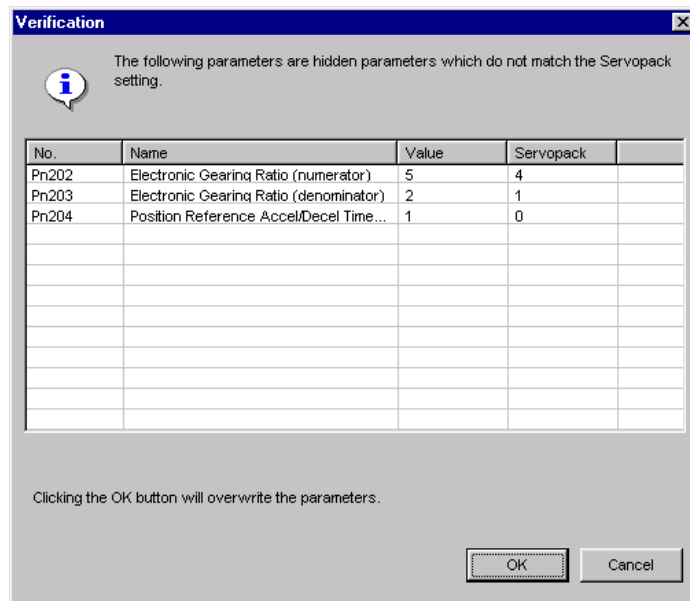 Verification
The following parameters are hidden parameters which do not match the Servopack
setting.
No. Name Value Servopack
Pn202 Electronic Gearing Ratio (numerator) 5 4
Pn203 Electronic Gearing Ratio (denominator) 2 1
Pn204 Position Reference Accel/Decel Time... 1 0
Clicking the OK button will overwrite the parameters.
OK Cancel